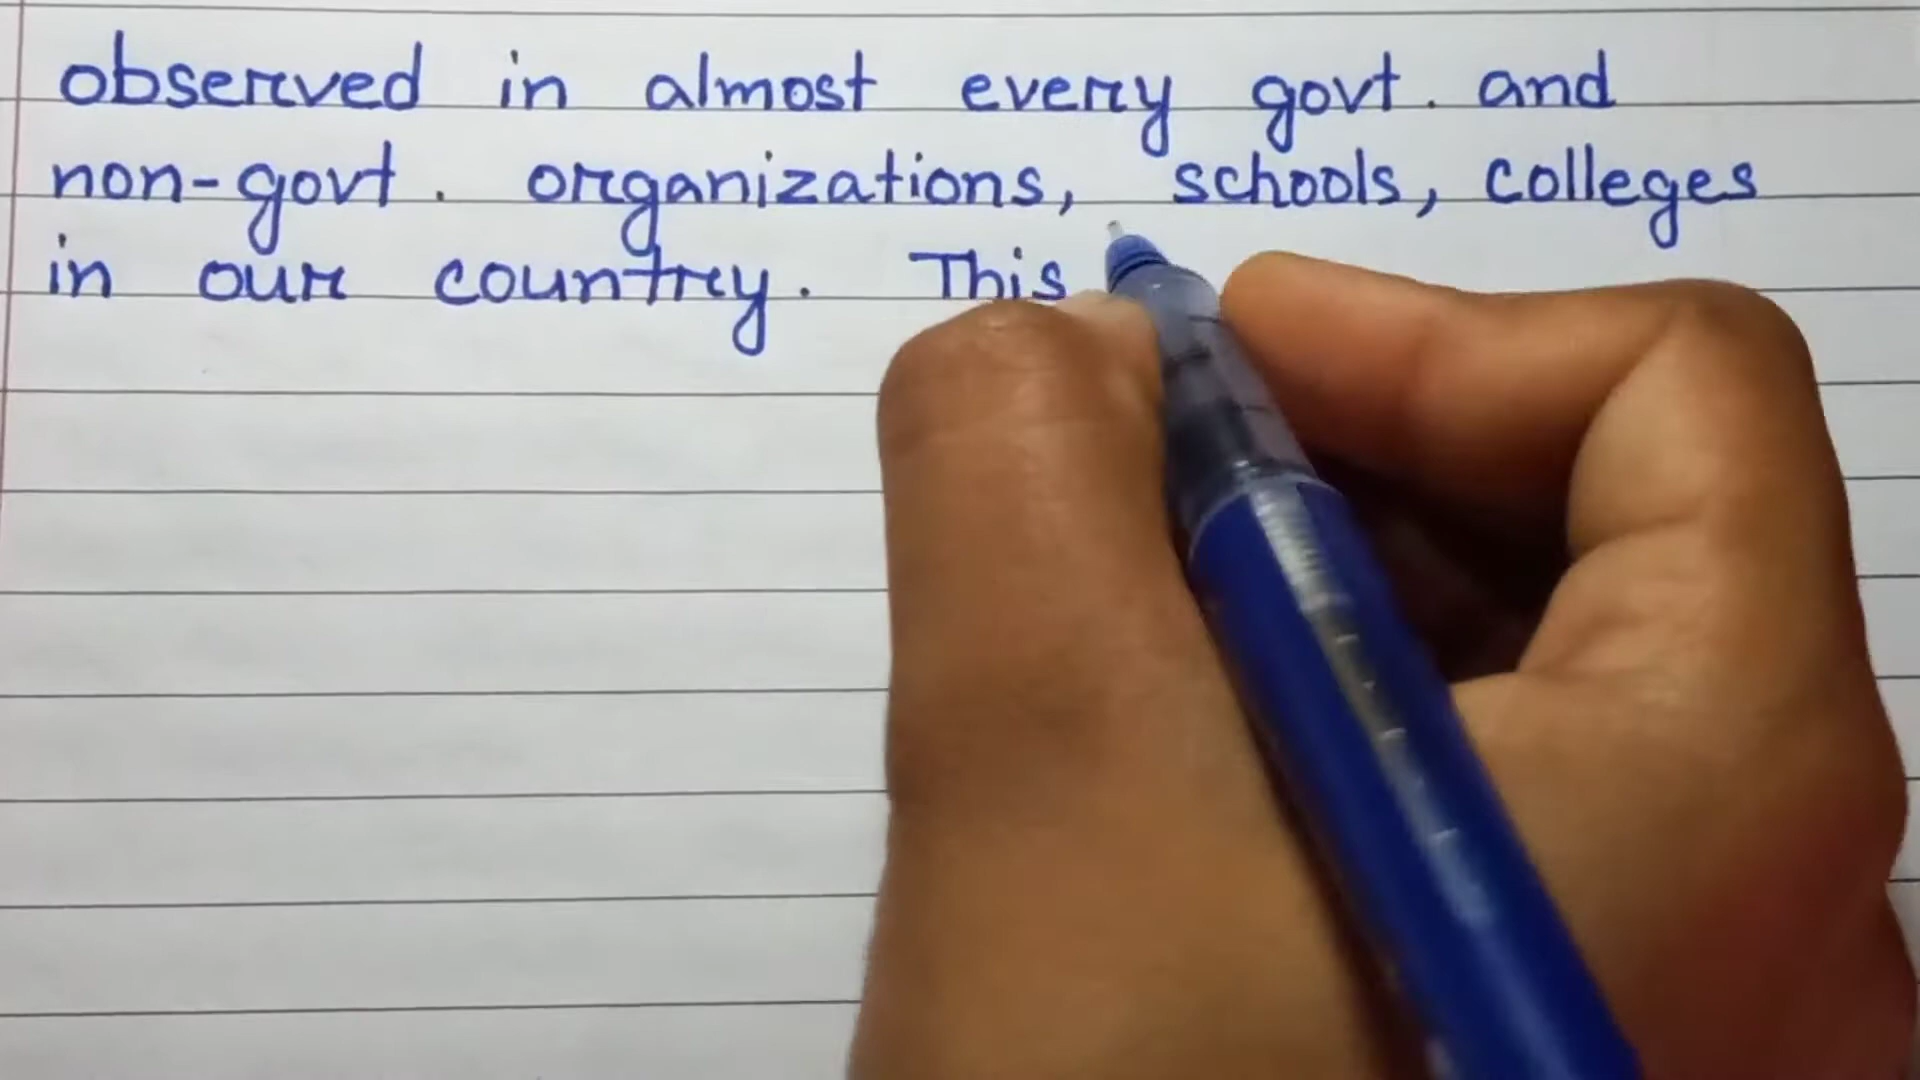 observed in almost every govt. and
non-govt. organizations, schools, colleges
in our country. This